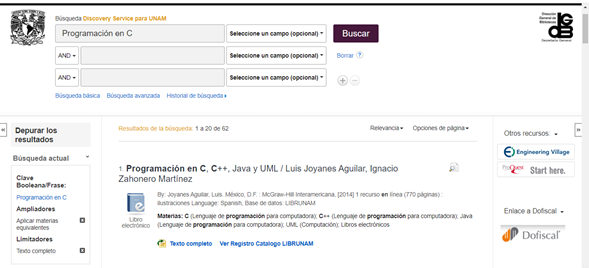 Búsqueda Discovery Service para UNAM
Programación en C
Seleccione un campo (opcional)
Buscar
AND
Seleccione un campo (opcional)
Borrar ?
AND
Seleccione un campo (opcional)
Búsqueda básica Búsqueda avanzada Historial de búsqueda
Dirección
General de
Bibliotecas
Secretaría General
Depurar los
resultados
Búsqueda actual
Clave
Booleana/Frase:
Programación en C
Ampliadores
Aplicar materias
equivalentes
Limitadores
Texto completo
Resultados de la búsqueda: 1 a 20 de 62
Relevancia
Opciones de página
1. Programación en C, C++, Java y UML / Luis Joyanes Aguilar, Ignacio
Zahonero Martínez
By: Joyanes Aguilar, Luis. México, D.F. : McGraw-Hill Interamericana, [2014] 1 recurso en línea (770 páginas) :
ilustraciones Language: Spanish, Base de datos: LIBRUNAM
Libro
electrónico
Materias: C (Lenguaje de programación para computadora); C++ (Lenguaje de programación para computadora); Java
(Lenguaje de programación para computadora); UML (Computación); Libros electrónicos
Texto completo Ver Registro Catalogo LIBRUNAM
Otros recursos:
Engineering Village
ProQuest Start here.
Enlace a Dofiscal
Dofiscal